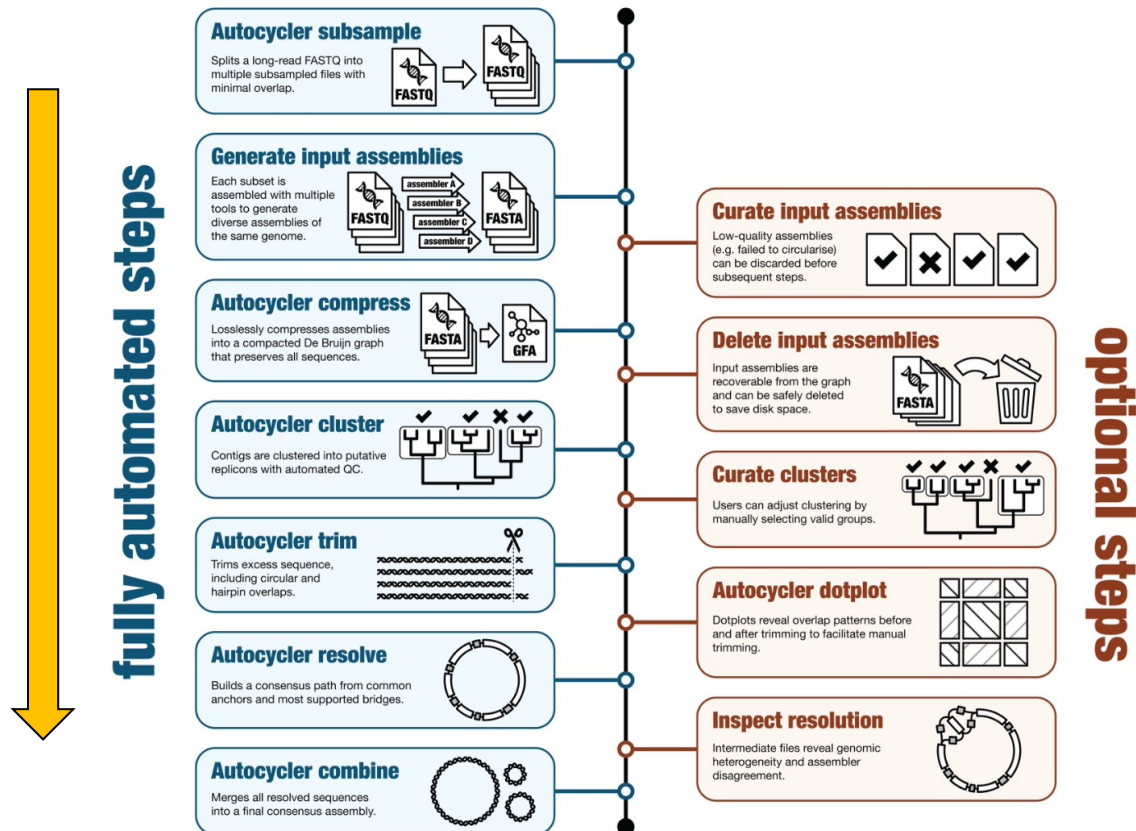 fully automated steps
Autocycler subsample
Splits a long-read FASTQ into
multiple subsampled files with
minimal overlap.
FASTQ
FASTQ
Generate input assemblies
Each subset is
assembled with multiple
tools to generate
diverse assemblies of
the same genome.
FASTQ
assembler A
assembler B
assembler C
assembler D
FASTA
Autocycler compress
Losslessly compresses assemblies
into a compacted De Bruijn graph
that preserves all sequences.
FASTA
GFA
Autocycler cluster
Contigs are clustered into putative
replicons with automated QC.
Autocycler trim
Trims excess sequence,
including circular and
hairpin overlaps.
Autocycler resolve
Builds a consensus path from common
anchors and most supported bridges.
Autocycler combine
Merges all resolved sequences
into a final consensus assembly.
optional steps
Curate input assemblies
Low-quality assemblies
(e.g. failed to circularise)
can be discarded before
subsequent steps.
Delete input assemblies
Input assemblies are
recoverable from the graph
and can be safely deleted
to save disk space.
FASTA
Curate clusters
Users can adjust clustering by
manually selecting valid groups.
Autocycler dotplot
Dotplots reveal overlap patterns before
and after trimming to facilitate manual
trimming.
Inspect resolution
Intermediate files reveal genomic
heterogeneity and assembler
disagreement.